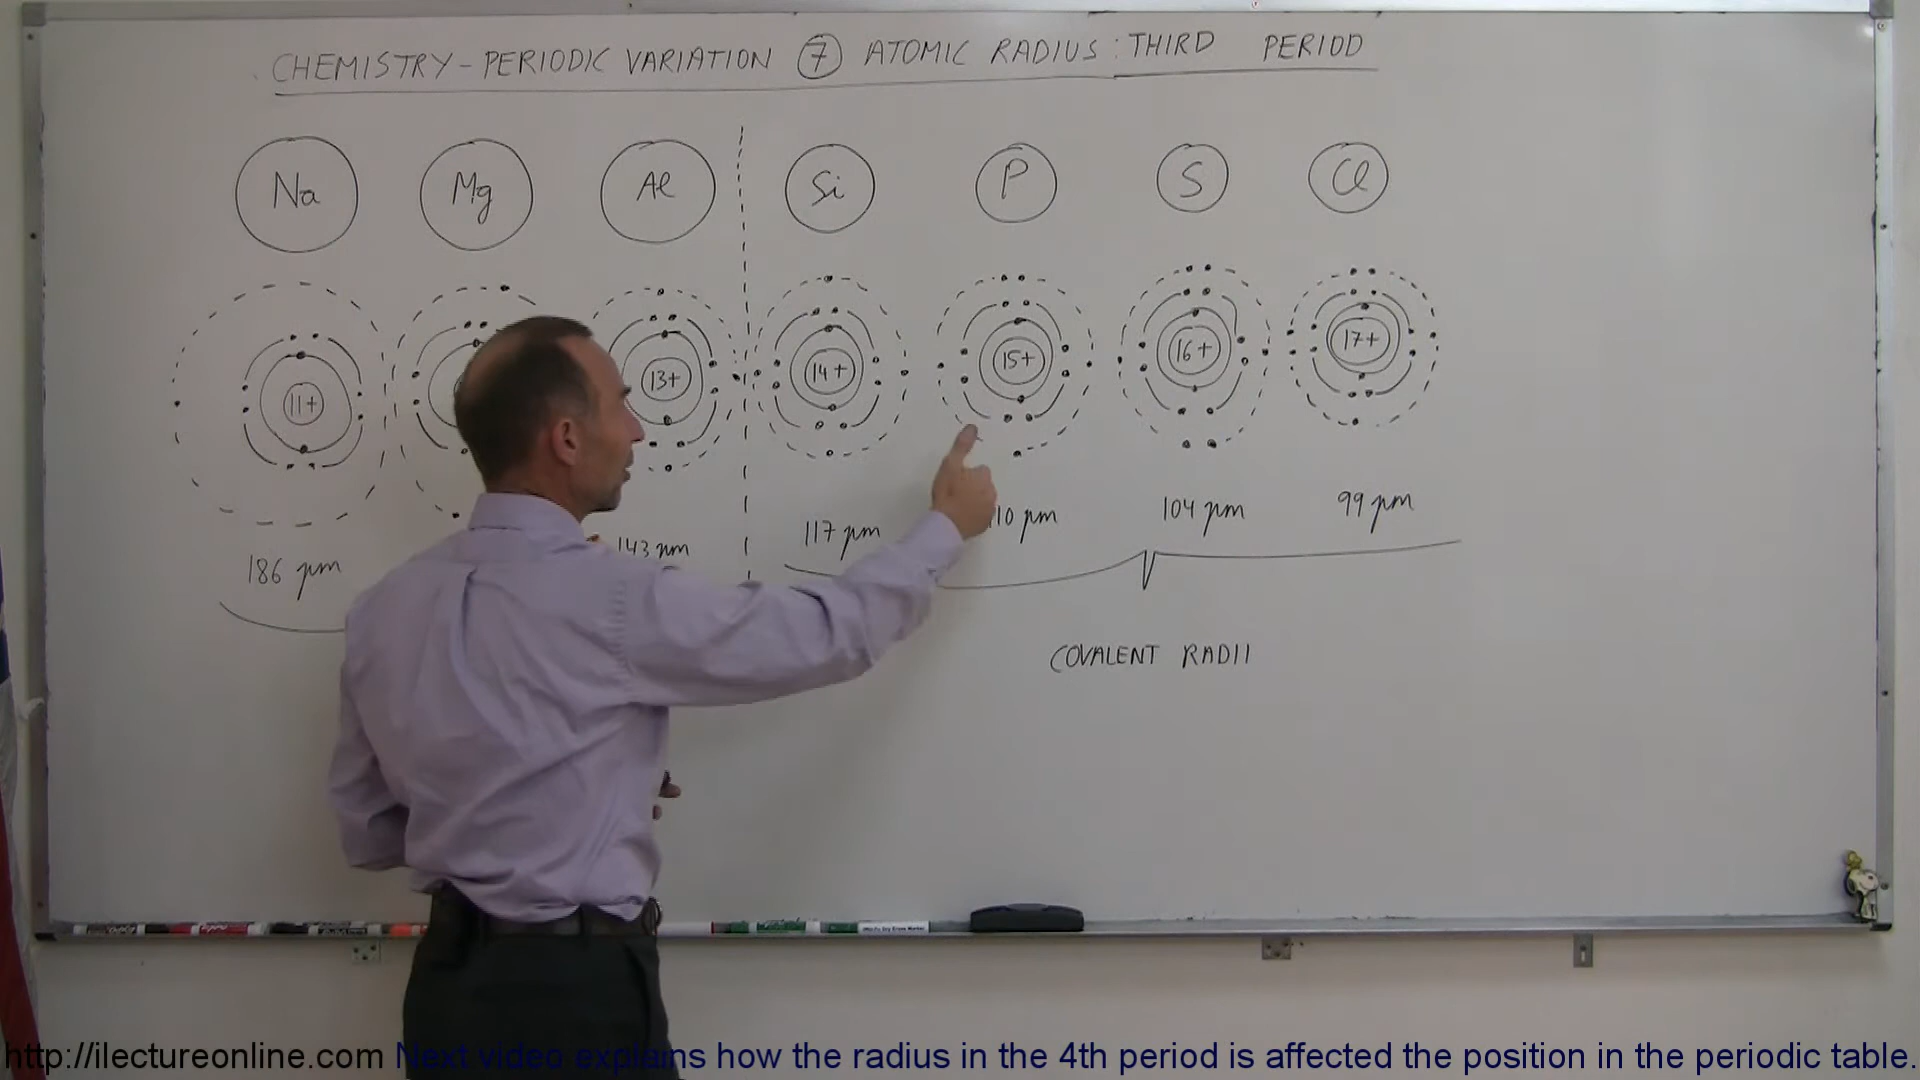 CHEMISTRY - PERIODIC VARIATION ⑦ ATOMIC RADIUS: THIRD PERIOD
Na Mg Al Si P S Cl
11+ 13+ 14+ 15+ 16+ 17+
186 pm 143 pm 117 pm 110 pm 104 pm 99 pm
COVALENT RADII
http://ilectureonline.com Next video explains how the radius in the 4th period is affected the position in the periodic table.